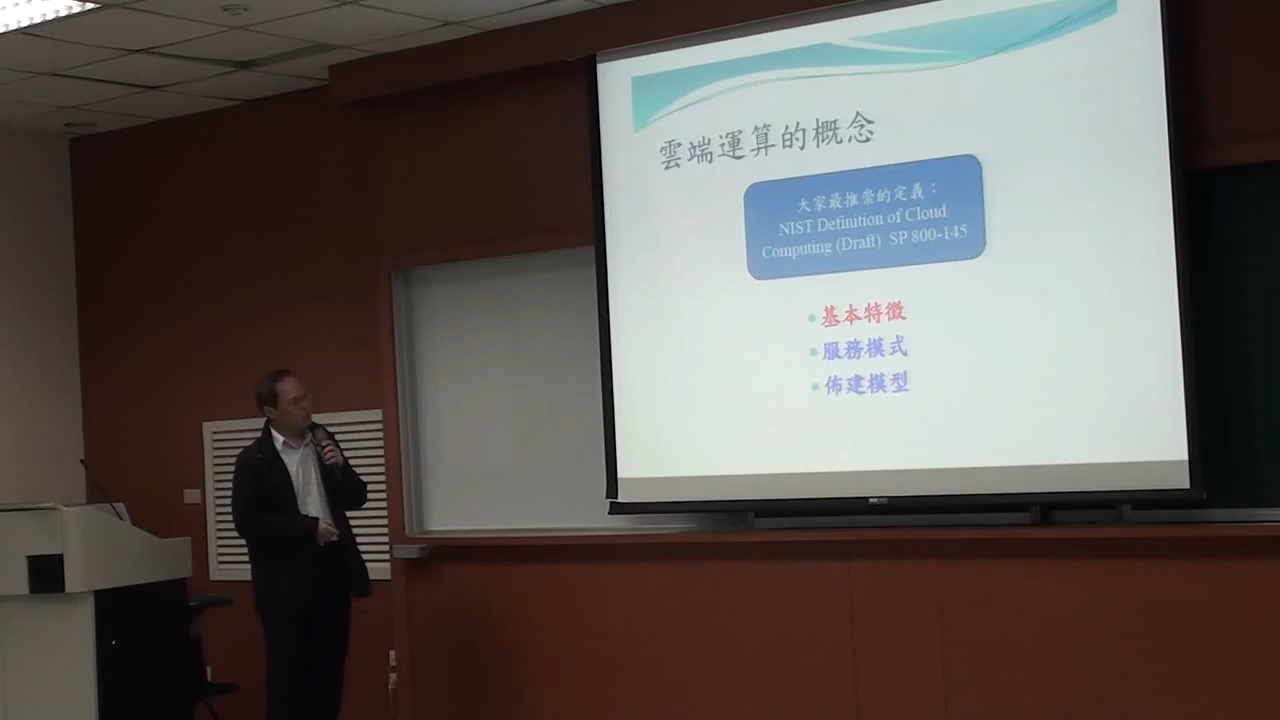 雲端運算的概念
大家最推崇的定義：
NIST Definition of Cloud
Computing (Draft) SP 800-145
基本特徵
服務模式
佈建模型